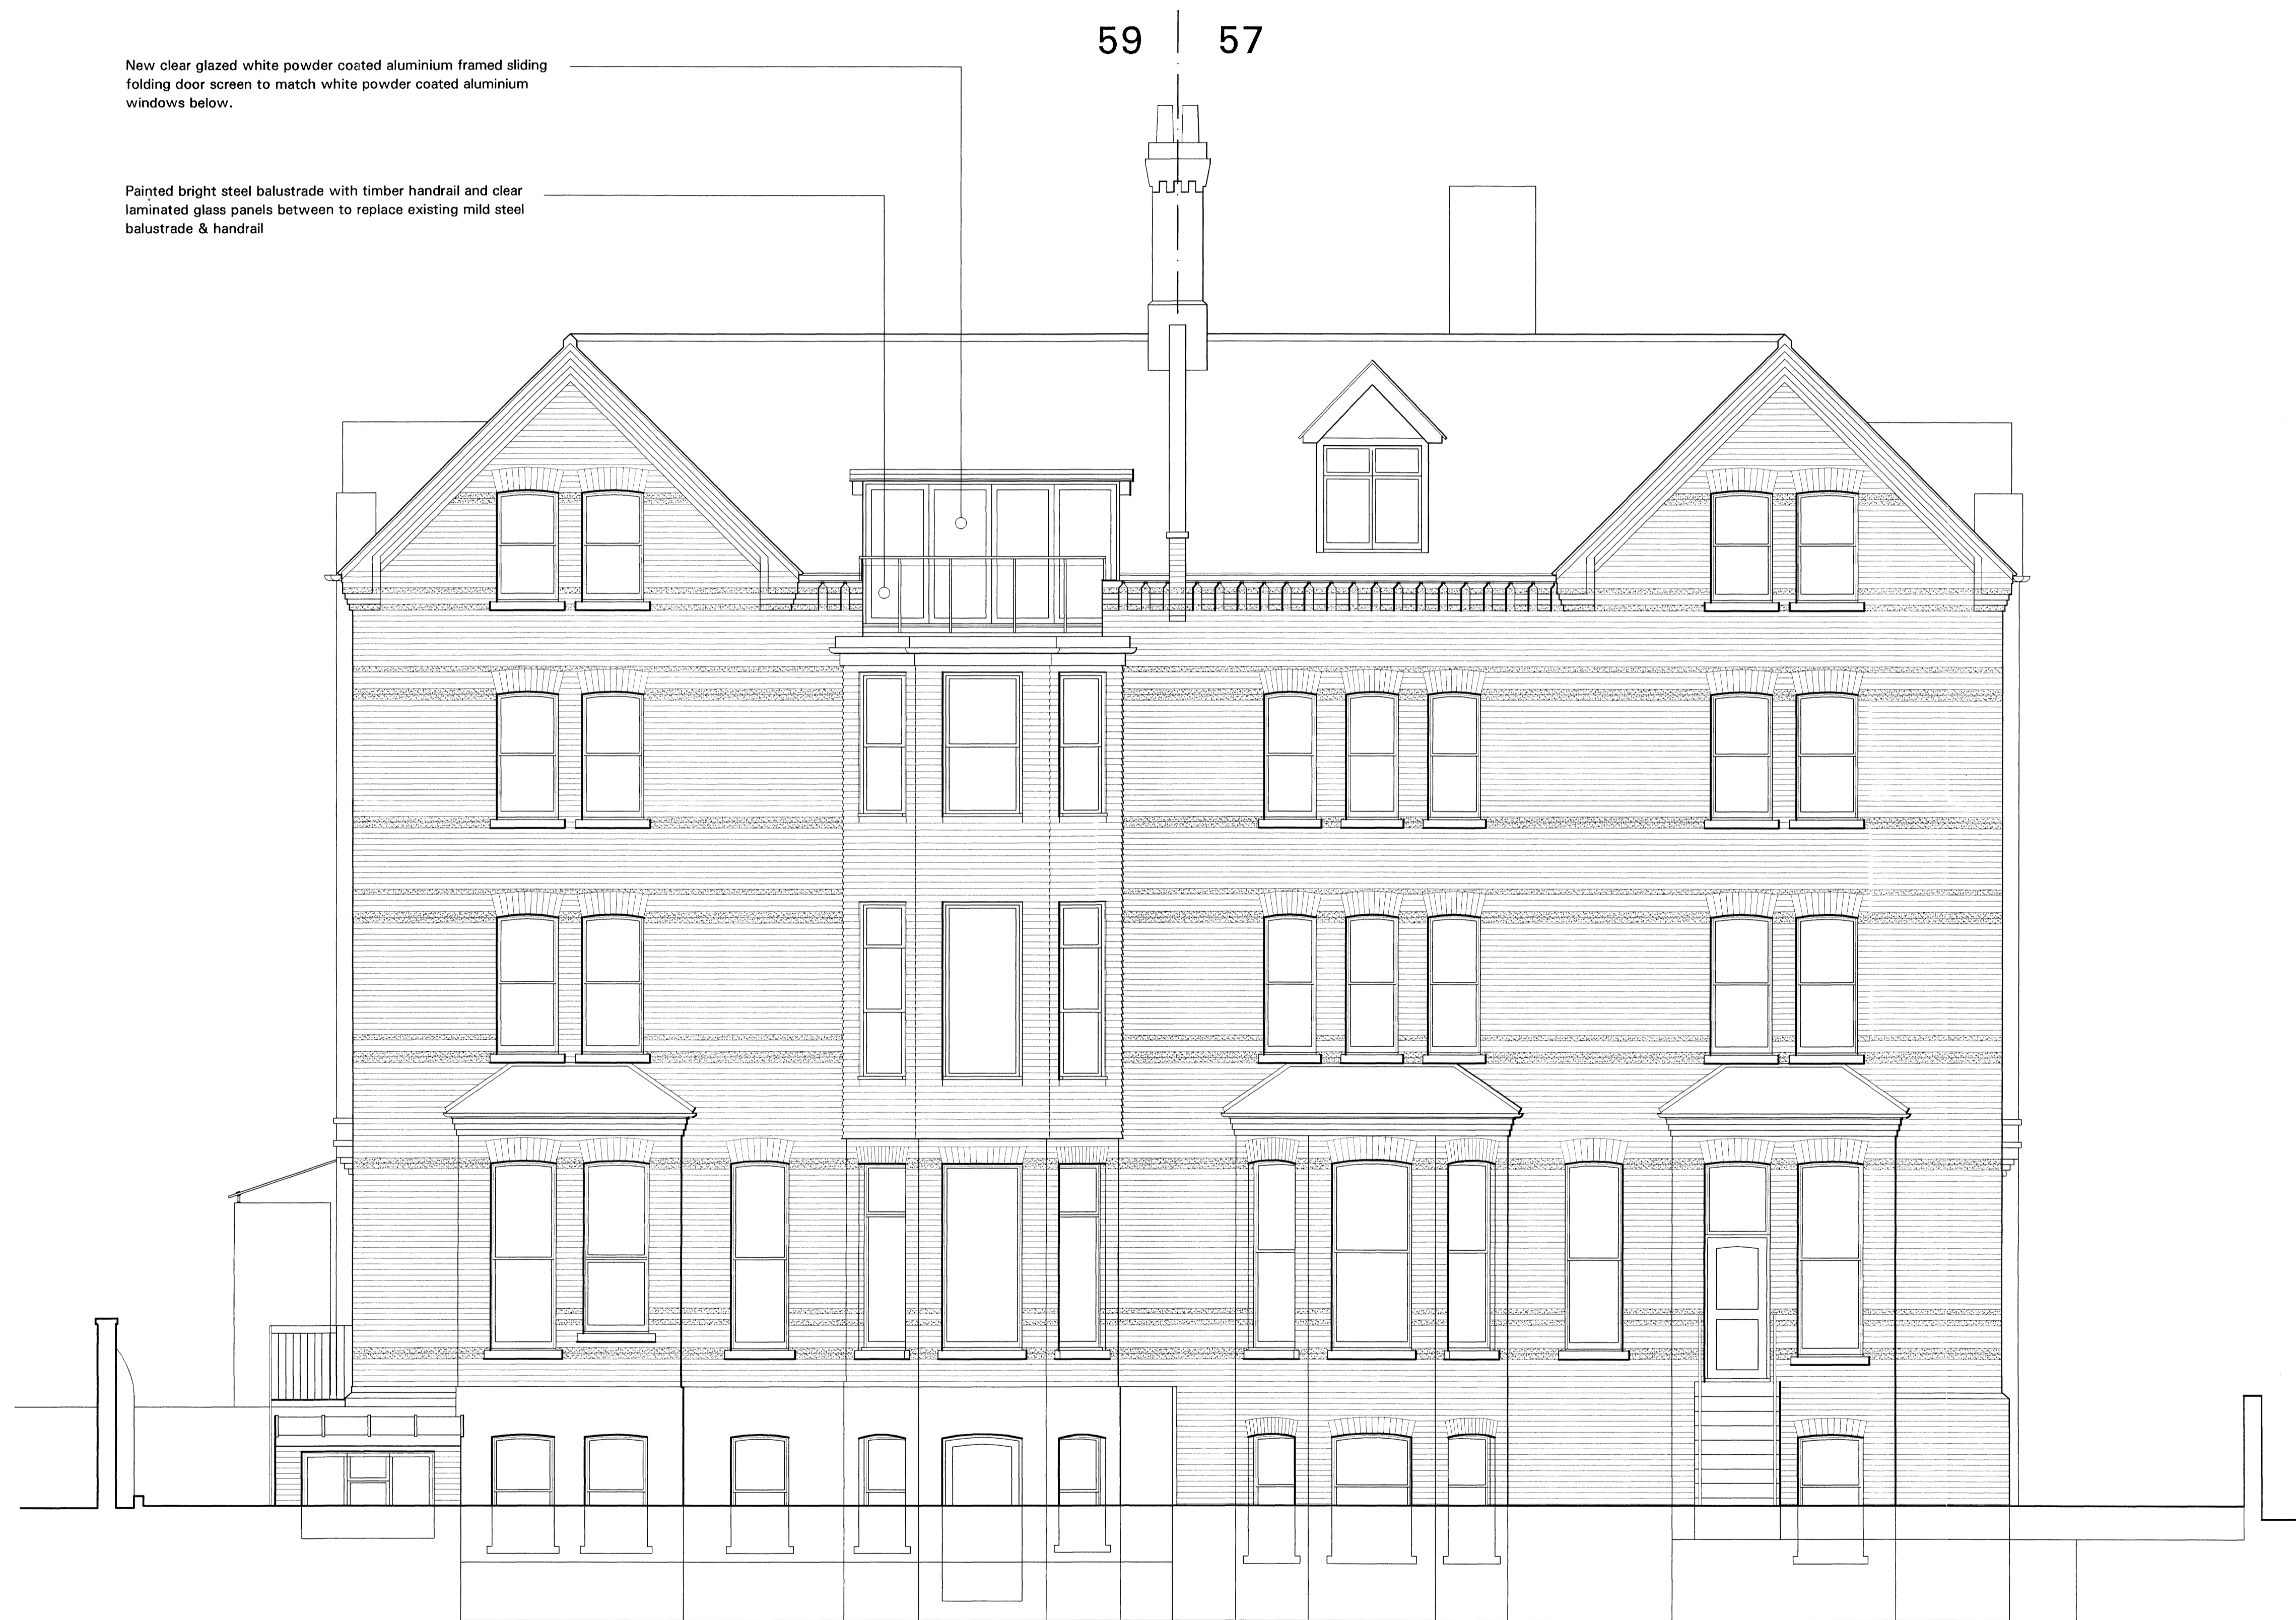 59 57
New clear glazed white powder coated aluminium framed sliding
folding door screen to match white powder coated aluminium
windows below.
Painted bright steel balustrade with timber handrail and clear
laminated glass panels between to replace existing mild steel
balustrade & handrail